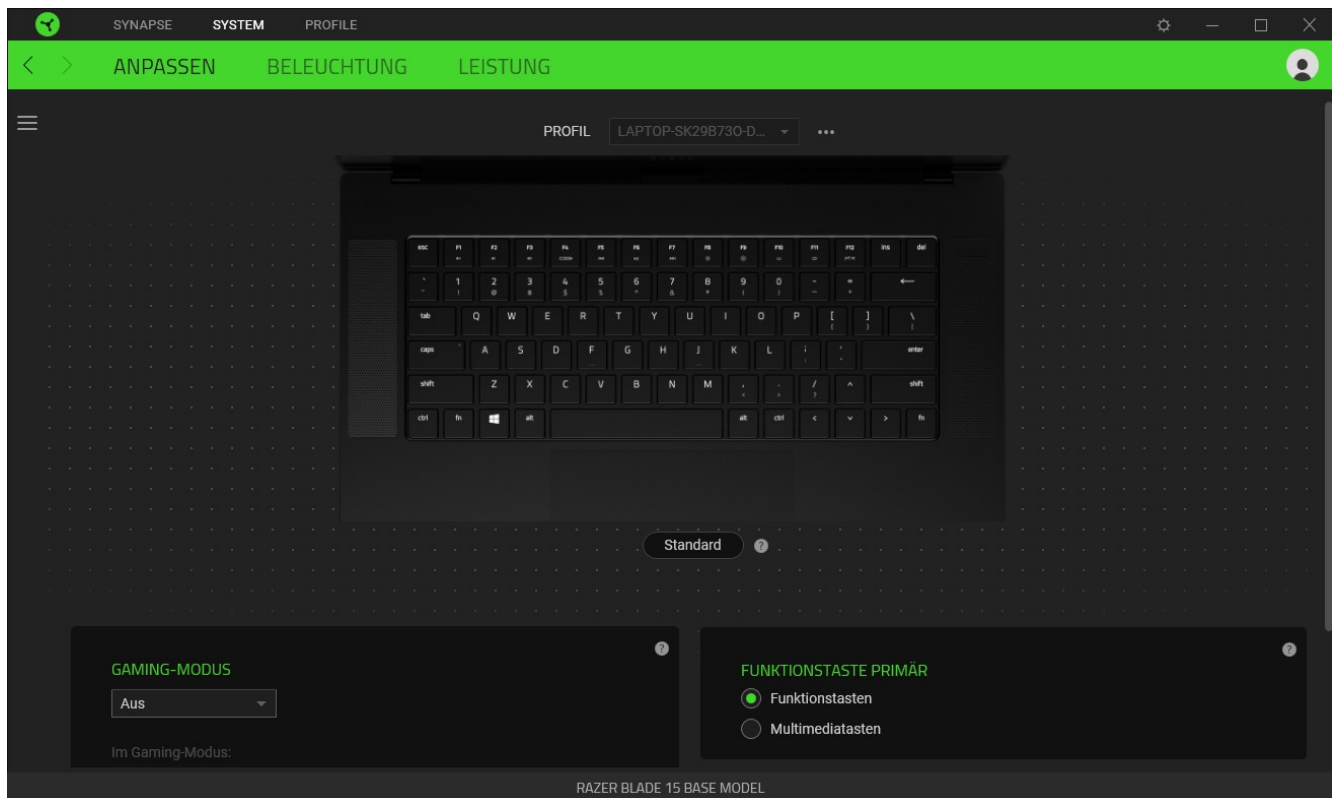 SYNAPSE SYSTEM PROFILE
ANPASSEN BELEUCHTUNG LEISTUNG
PROFIL LAPTOP-SK29B73O-D... 
esc F1 F2 F3 F4 F5 F6 F7 F8 F9 F10 F11 F12 ins del
1 2 3 4 5 6 7 8 9 0 - =
! @ # $ % ^ & * ( ) _ +
tab Q W E R T Y U I O P [ ] \
{ } |
caps A S D F G H J K L ; ' enter
shift Z X C V B N M , . / ^ shift
< > ?
ctrl fn alt alt ctrl < v > fn
Standard ?
GAMING-MODUS ?
Aus
Im Gaming-Modus:
FUNKTIONSTASTE PRIMÄR ?
Funktionstasten
Multimediatasten
RAZER BLADE 15 BASE MODEL